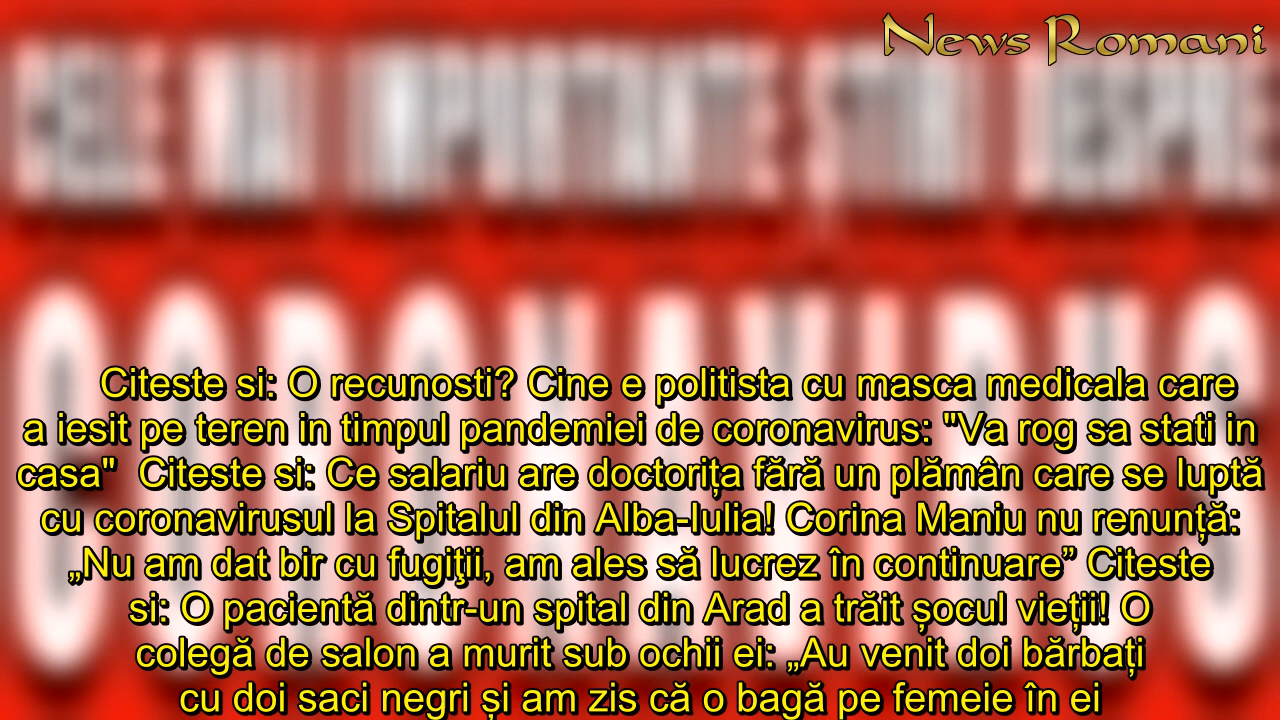 News Romani
CORONAVIRUS
Citeste si: O recunosti? Cine e politista cu masca medicala care
a iesit pe teren in timpul pandemiei de coronavirus: "Va rog sa stati in
casa"  Citeste si: Ce salariu are doctorița fără un plămân care se luptă
cu coronavirusul la Spitalul din Alba-Iulia! Corina Maniu nu renunță:
„Nu am dat bir cu fugiţii, am ales să lucrez în continuare” Citeste
si: O pacientă dintr-un spital din Arad a trăit șocul vieții! O
colegă de salon a murit sub ochii ei: „Au venit doi bărbați
cu doi saci negri și am zis că o bagă pe femeie în ei